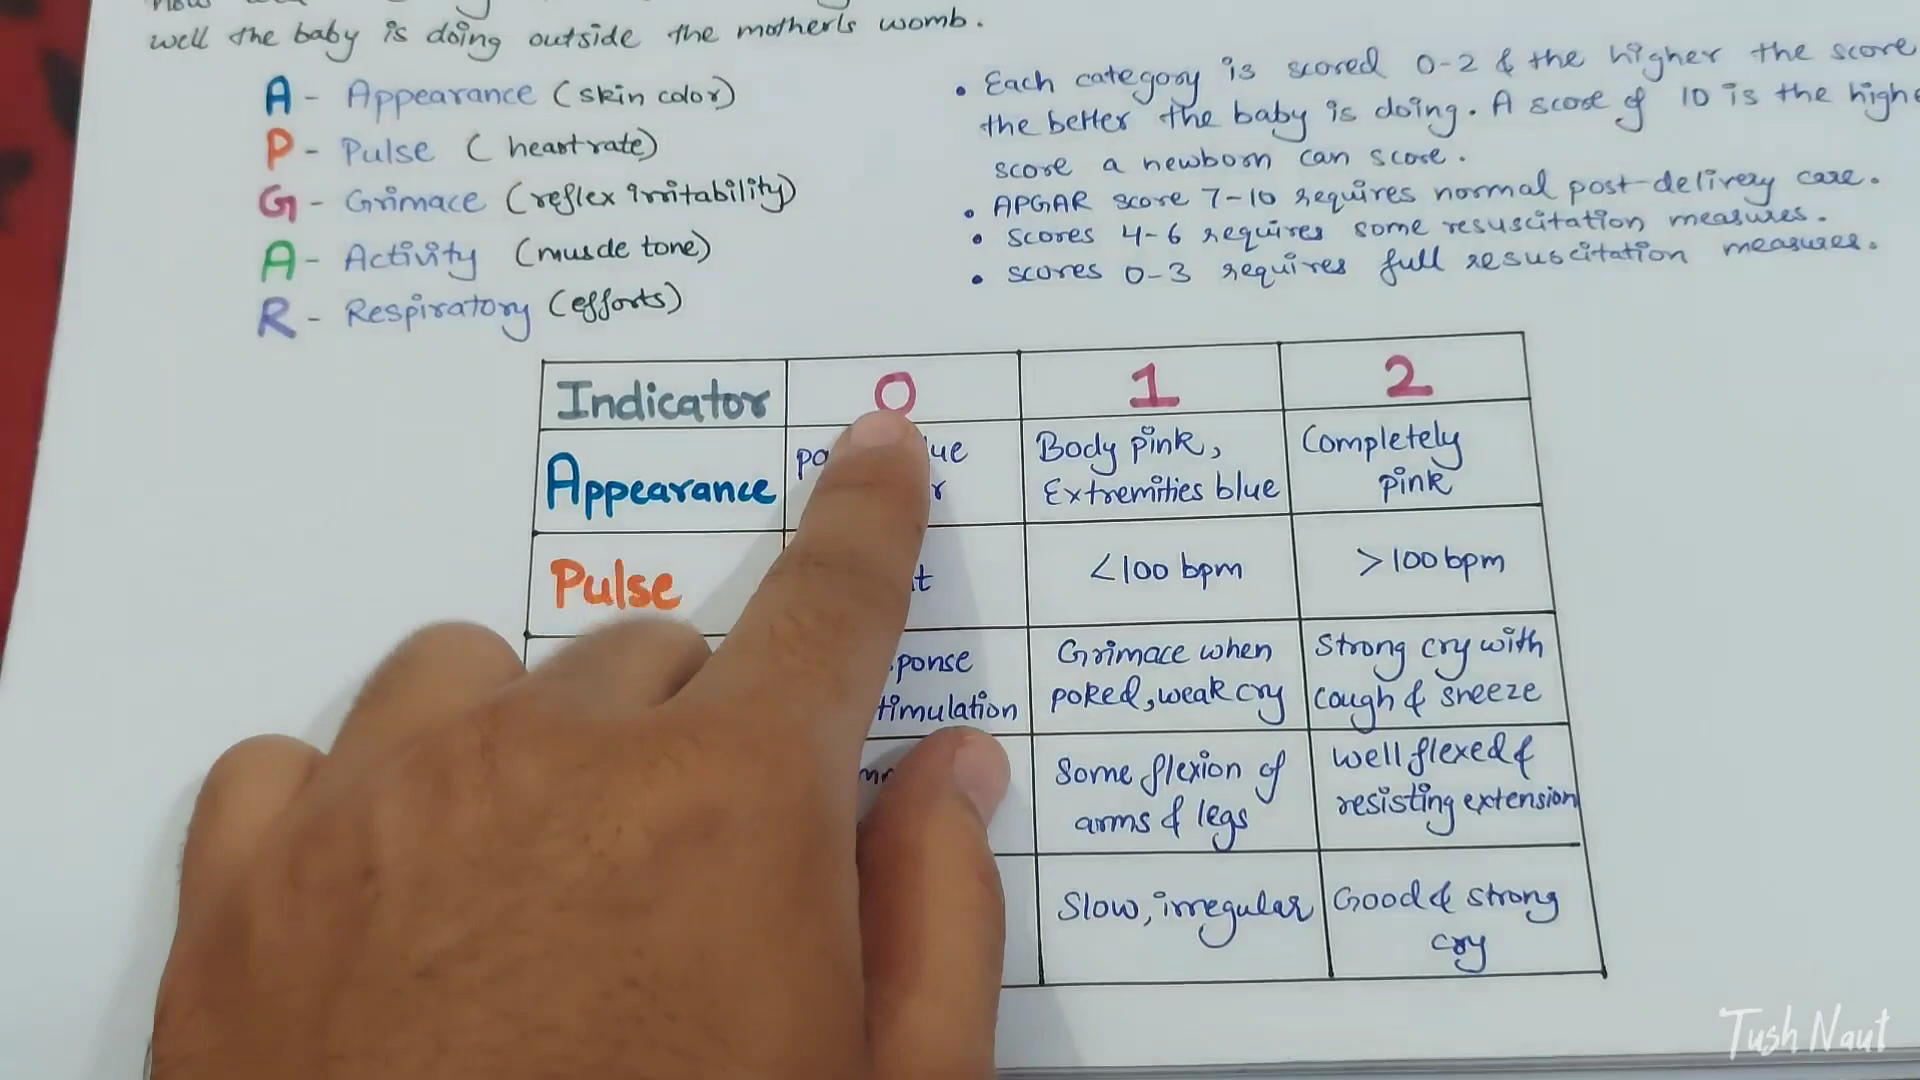 well the baby is doing outside the mother's womb.
A - Appearance (skin color)
P - Pulse (heart rate)
G - Grimace (reflex irritability)
A - Activity (muscle tone)
R - Respiratory (efforts)
• Each category is scored 0-2 & the higher the score
the better the baby is doing. A score of 10 is the highe
score a newborn can score.
• APGAR score 7-10 requires normal post-delivery care.
• scores 4-6 requires some resuscitation measures.
• scores 0-3 requires full resuscitation measures.
Indicator 0 1 2
Appearance
Body pink,
Extremities blue
Completely
pink
Pulse <100 bpm >100 bpm
ponse
timulation
Grimace when
poked, weak cry
Strong cry with
cough & sneeze
Some flexion of
arms & legs
well flexed &
resisting extension
Slow, irregular
Good & strong
cry
Tush Naut